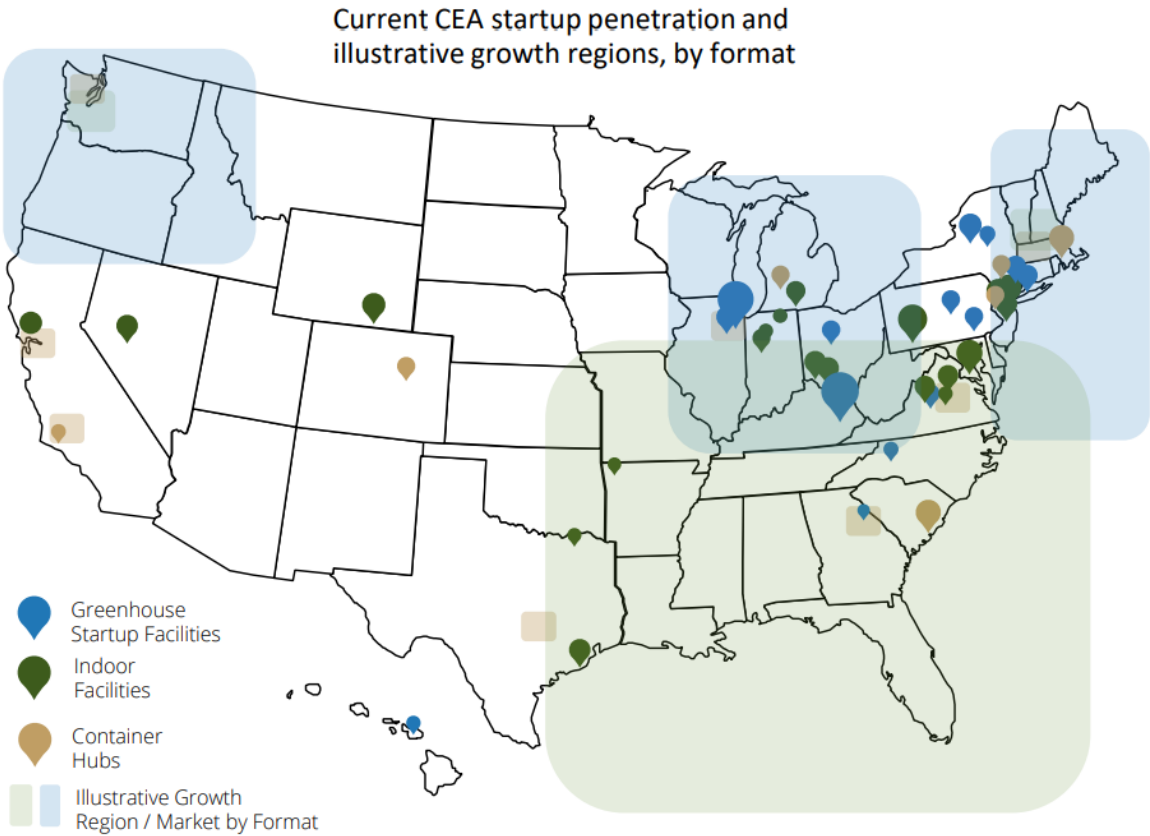 Current CEA startup penetration and
illustrative growth regions, by format
Greenhouse
Startup Facilities
Indoor
Facilities
Container
Hubs
Illustrative Growth
Region / Market by Format